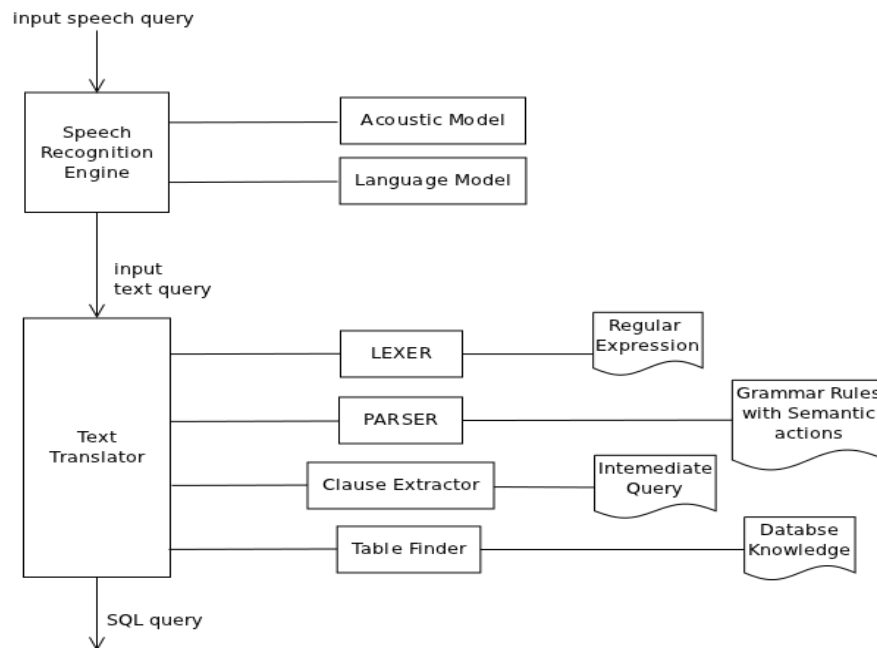 input speech query
Speech
Recognition
Engine
Acoustic Model
Language Model
input
text query
Text
Translator
LEXER
Regular
Expression
PARSER
Grammar Rules
with Semantic
actions
Clause Extractor
Intemediate
Query
Table Finder
Databse
Knowledge
SQL query